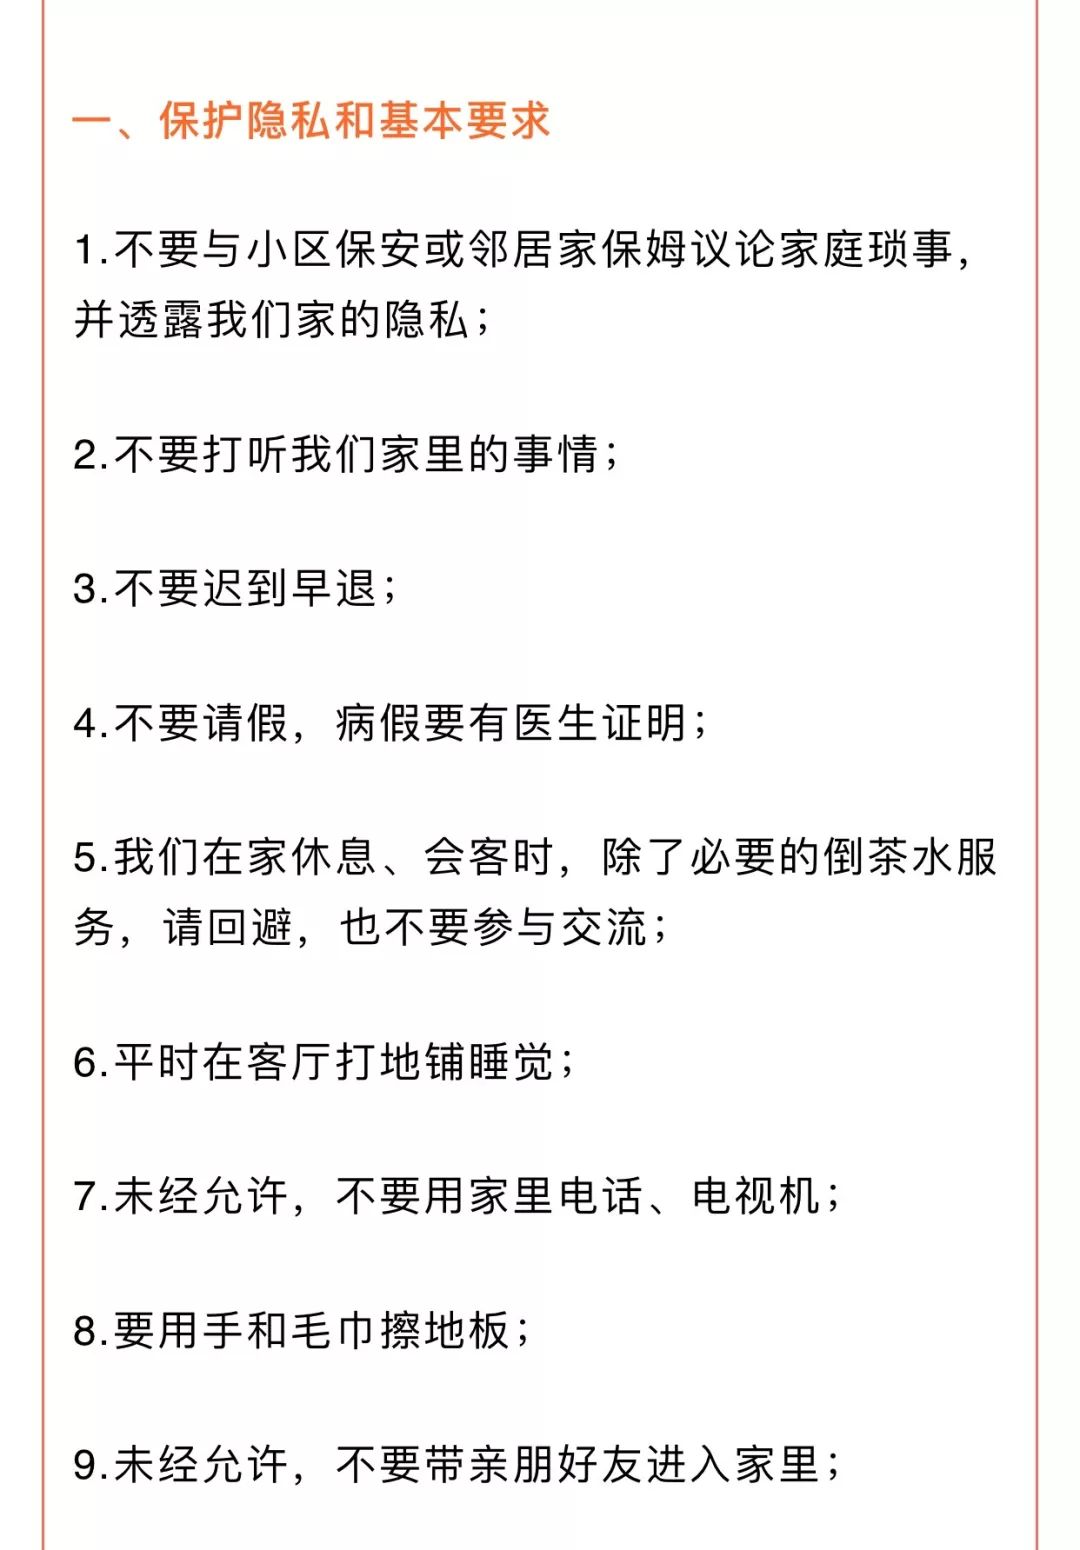 一、保护隐私和基本要求
1.不要与小区保安或邻居家保姆议论家庭琐事，
并透露我们家的隐私；
2.不要打听我们家里的事情；
3.不要迟到早退；
4.不要请假，病假要有医生证明；
5.我们在家休息、会客时，除了必要的倒茶水服
务，请回避，也不要参与交流；
6.平时在客厅打地铺睡觉；
7.未经允许，不要用家里电话、电视机；
8.要用手和毛巾擦地板；
9.未经允许，不要带亲朋好友进入家里；